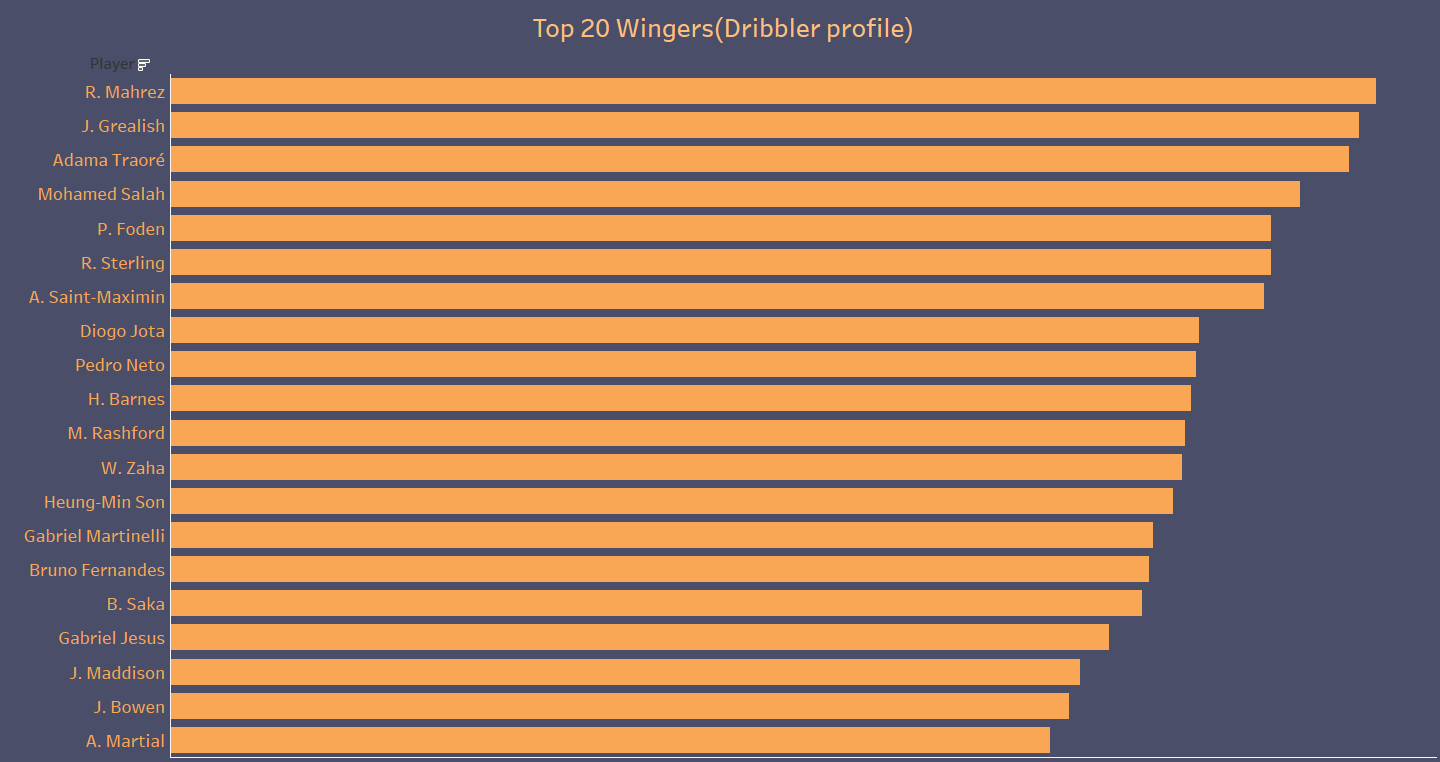 Top 20 Wingers(Dribbler profile)
Player
R. Mahrez
J. Grealish
Adama Traoré
Mohamed Salah
P. Foden
R. Sterling
A. Saint-Maximin
Diogo Jota
Pedro Neto
H. Barnes
M. Rashford
W. Zaha
Heung-Min Son
Gabriel Martinelli
Bruno Fernandes
B. Saka
Gabriel Jesus
J. Maddison
J. Bowen
A. Martial